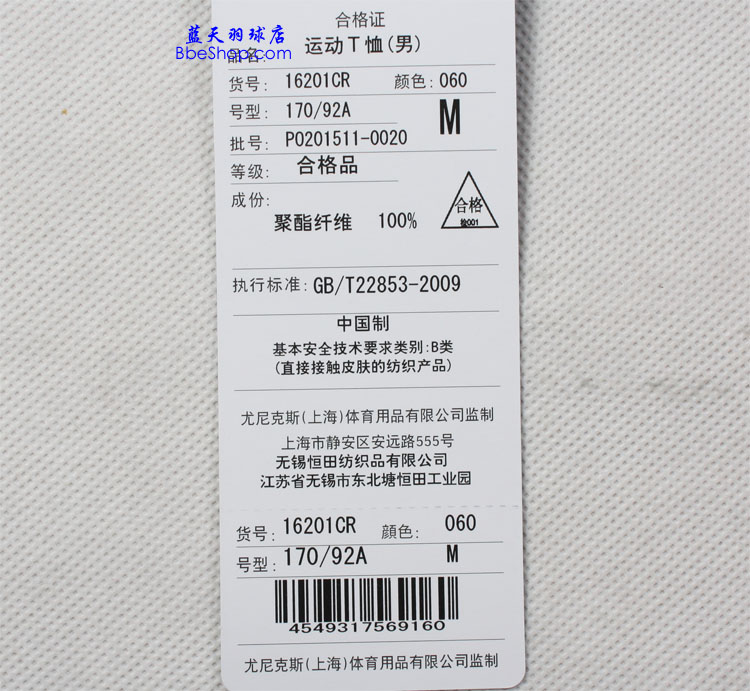 合格证
蓝天羽球店
BbeShop.com
品名:
运动T恤(男)
货号: 16201CR 颜色: 060
号型: 170/92A M
批号: P0201511-0020
等级: 合格品
成份:
聚酯纤维 100%
合格
检001
执行标准: GB/T22853-2009
中国制
基本安全技术要求类别:B类
(直接接触皮肤的纺织产品)
尤尼克斯(上海)体育用品有限公司监制
上海市静安区安远路555号
无锡恒田纺织品有限公司
江苏省无锡市东北塘恒田工业园
货号: 16201CR 顔色: 060
号型: 170/92A M
4549317569160
尤尼克斯(上海)体育用品有限公司监制